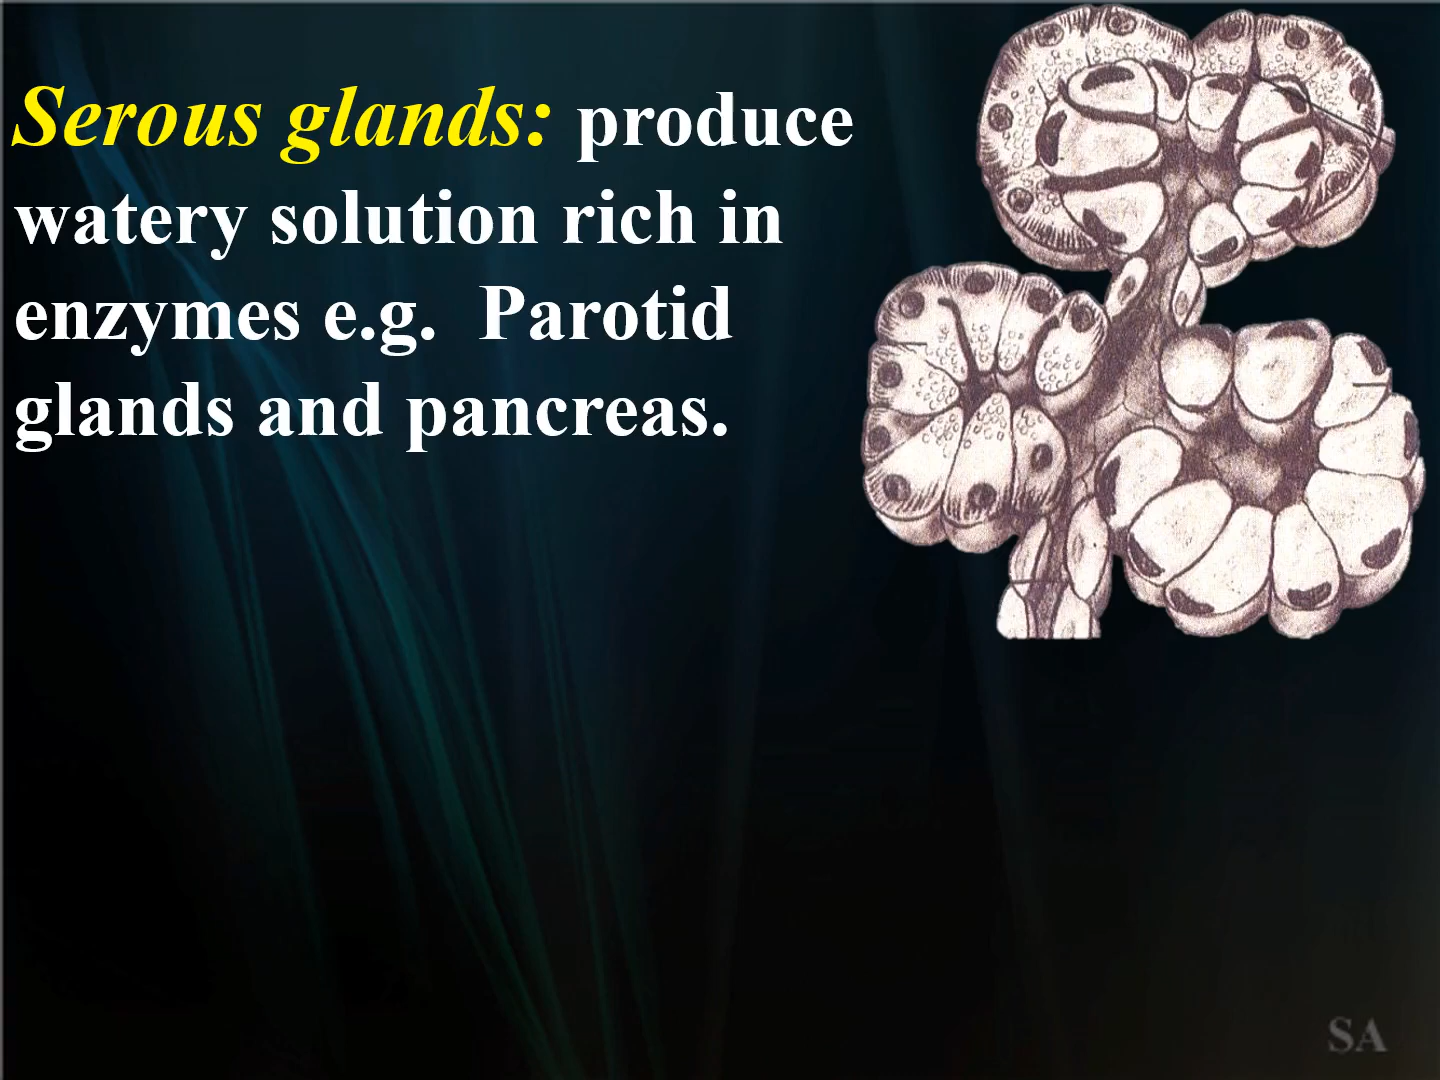 Serous glands: produce
watery solution rich in
enzymes e.g.  Parotid
glands and pancreas.
SA